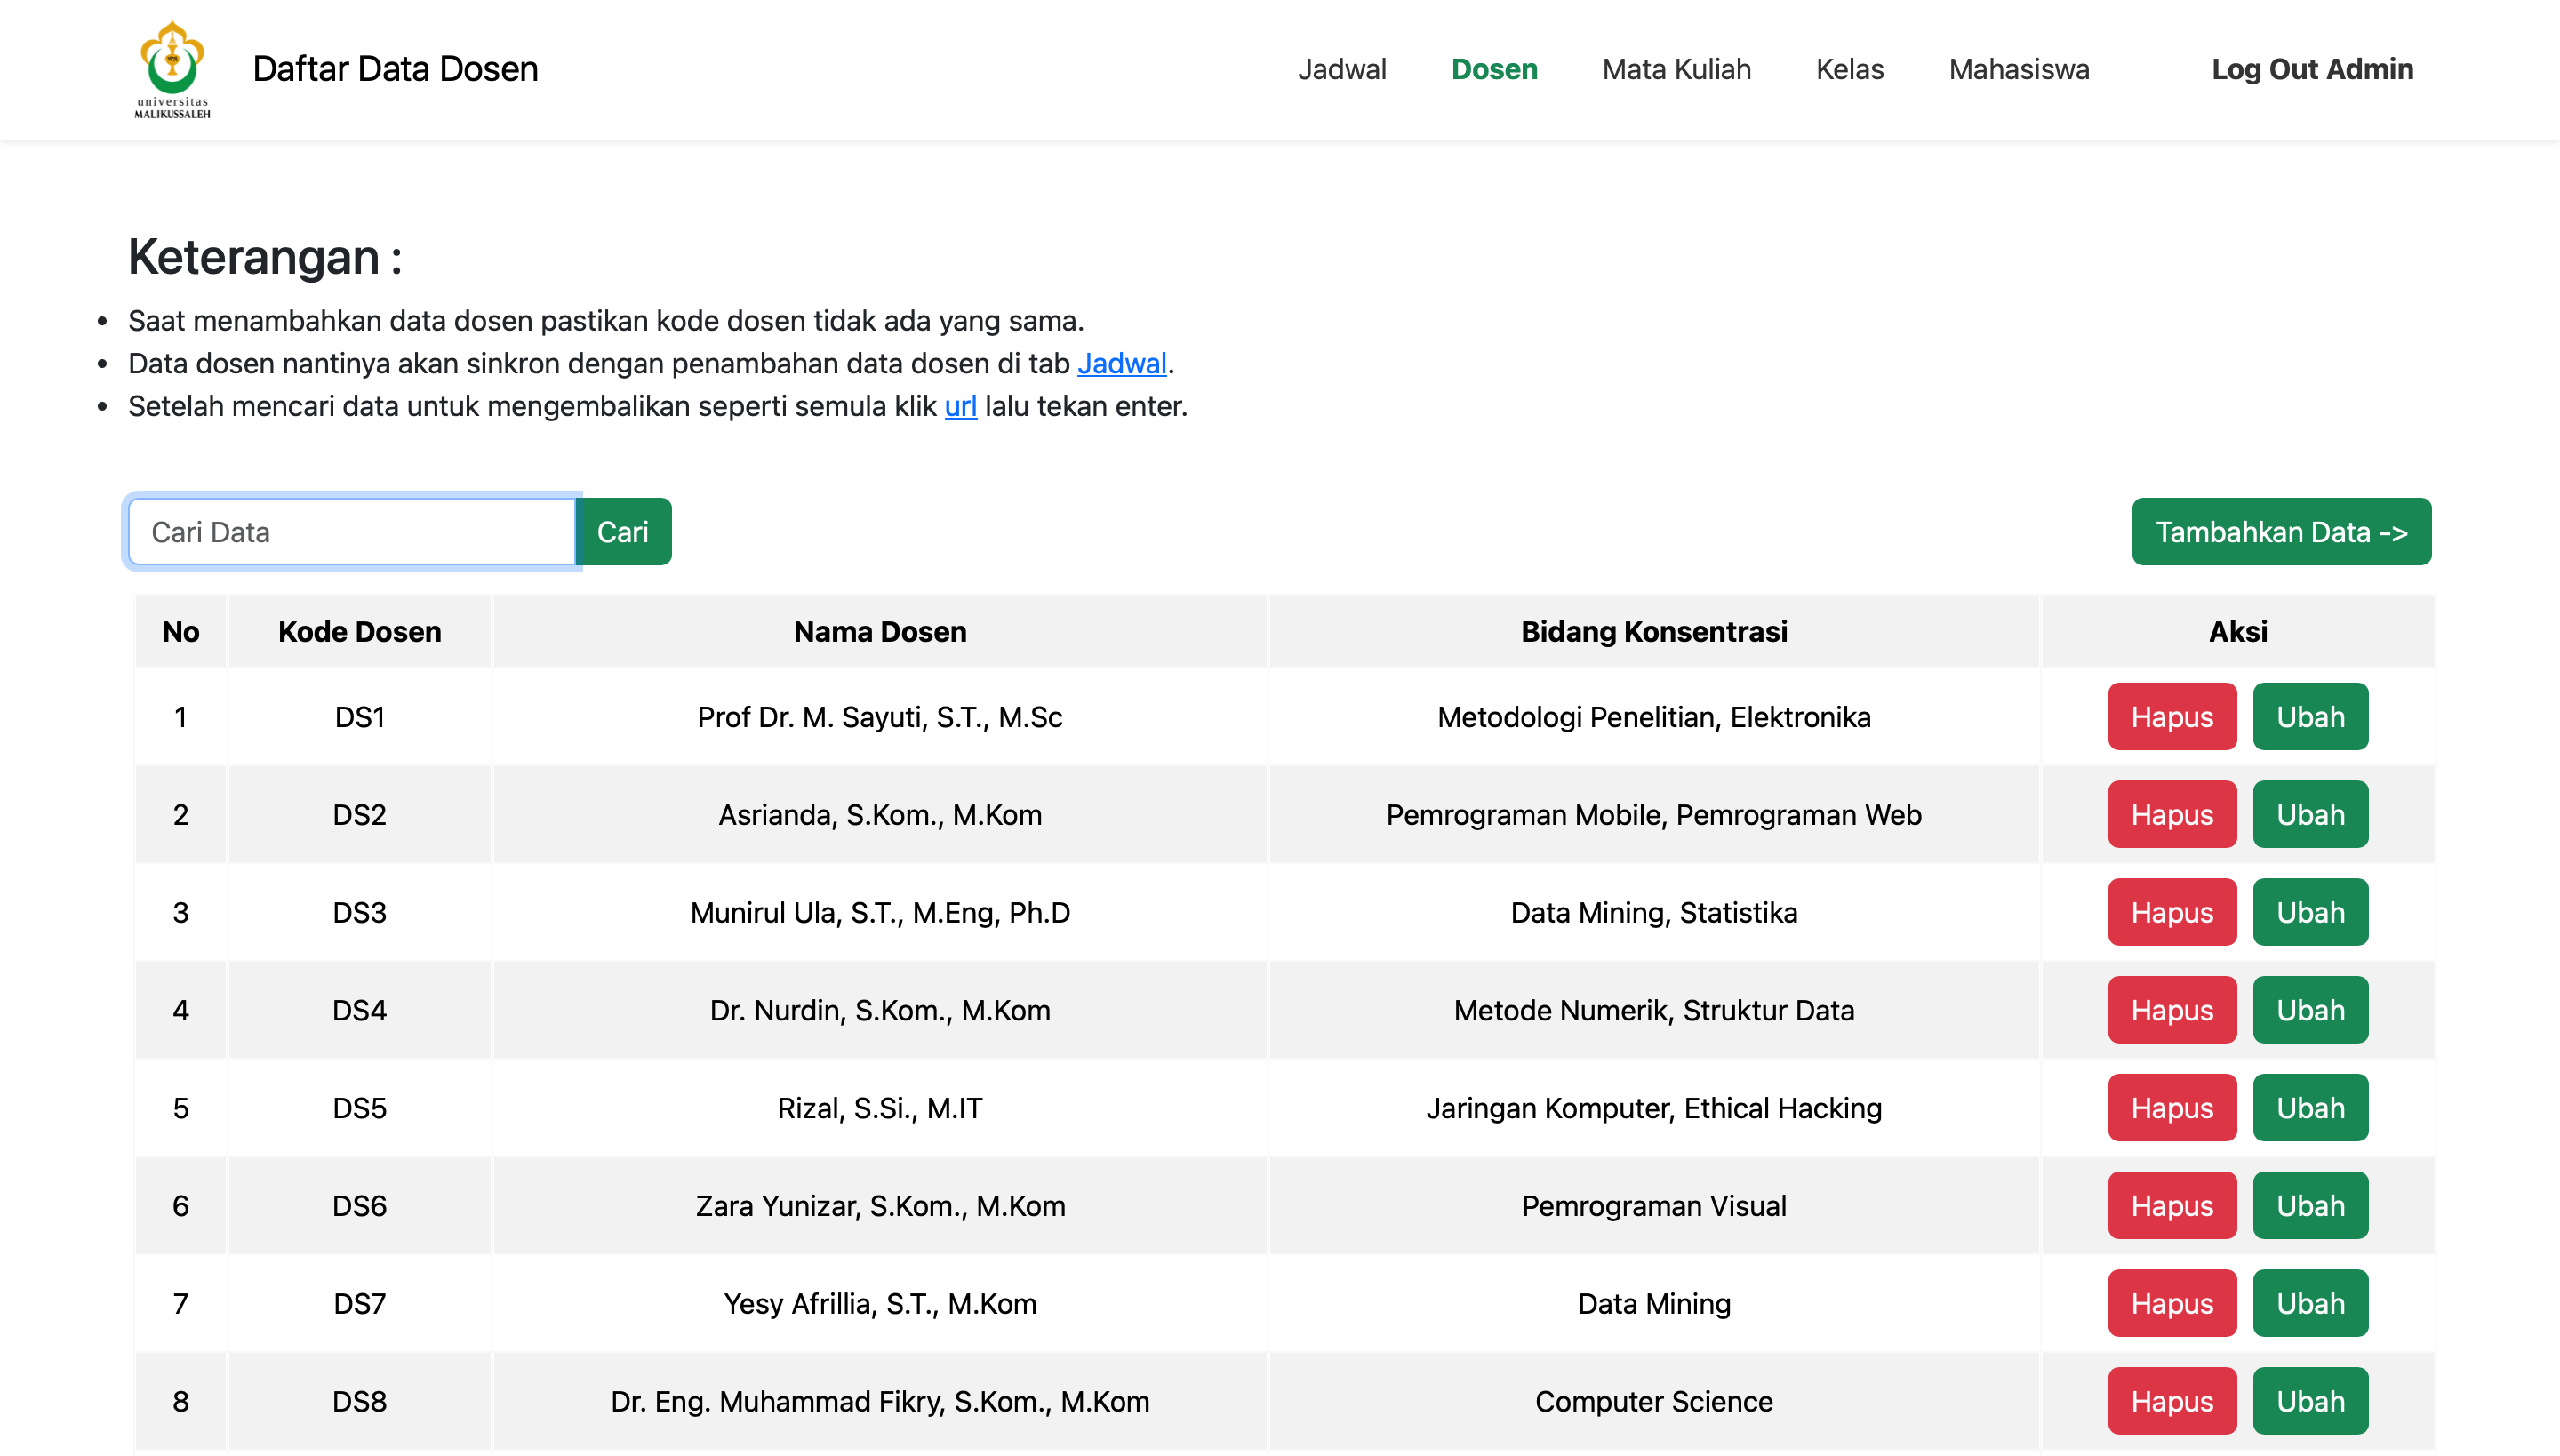 universitas
MALIKUSSALEH
Daftar Data Dosen
Jadwal Dosen Mata Kuliah Kelas Mahasiswa Log Out Admin
Keterangan :
• Saat menambahkan data dosen pastikan kode dosen tidak ada yang sama.
• Data dosen nantinya akan sinkron dengan penambahan data dosen di tab Jadwal.
• Setelah mencari data untuk mengembalikan seperti semula klik url lalu tekan enter.
Cari Data Cari Tambahkan Data ->
No Kode Dosen Nama Dosen Bidang Konsentrasi Aksi
1 DS1 Prof Dr. M. Sayuti, S.T., M.Sc Metodologi Penelitian, Elektronika Hapus Ubah
2 DS2 Asrianda, S.Kom., M.Kom Pemrograman Mobile, Pemrograman Web Hapus Ubah
3 DS3 Munirul Ula, S.T., M.Eng, Ph.D Data Mining, Statistika Hapus Ubah
4 DS4 Dr. Nurdin, S.Kom., M.Kom Metode Numerik, Struktur Data Hapus Ubah
5 DS5 Rizal, S.Si., M.IT Jaringan Komputer, Ethical Hacking Hapus Ubah
6 DS6 Zara Yunizar, S.Kom., M.Kom Pemrograman Visual Hapus Ubah
7 DS7 Yesy Afrillia, S.T., M.Kom Data Mining Hapus Ubah
8 DS8 Dr. Eng. Muhammad Fikry, S.Kom., M.Kom Computer Science Hapus Ubah